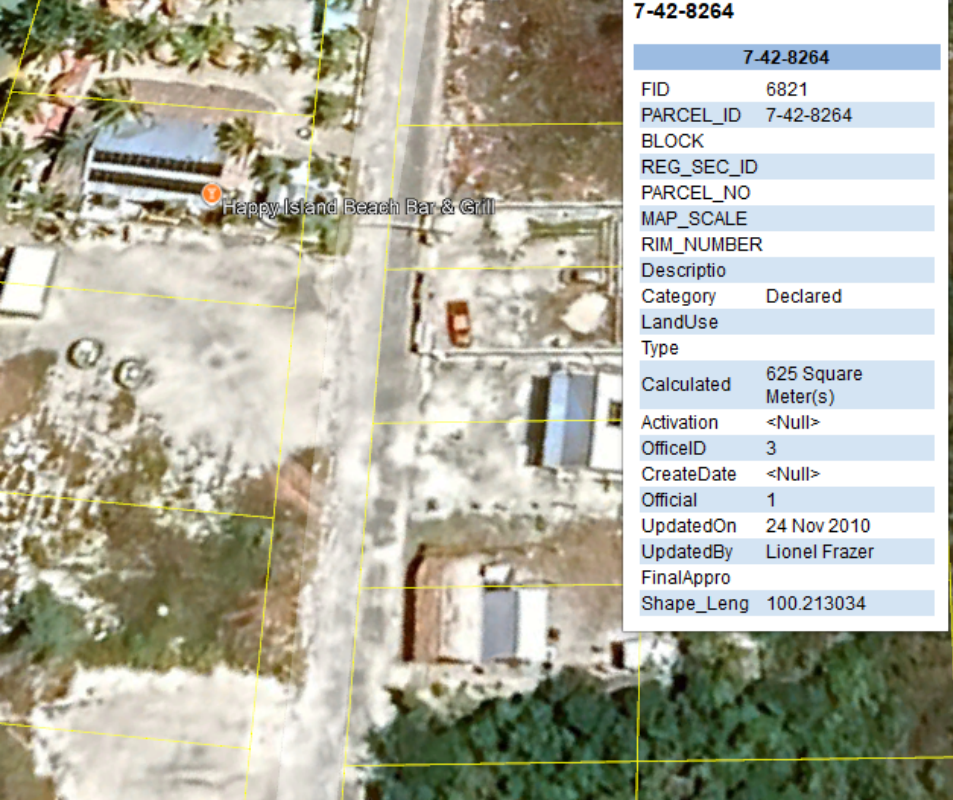 7-42-8264
7-42-8264
FID 6821
PARCEL_ID 7-42-8264
BLOCK
REG_SEC_ID
PARCEL_NO
MAP_SCALE
RIM_NUMBER
Descriptio
Category Declared
LandUse
Type
Calculated 625 Square
Meter(s)
Activation <Null>
OfficeID 3
CreateDate <Null>
Official 1
UpdatedOn 24 Nov 2010
UpdatedBy Lionel Frazer
FinalAppro
Shape_Leng 100.213034
Happy Island Beach Bar & Grill